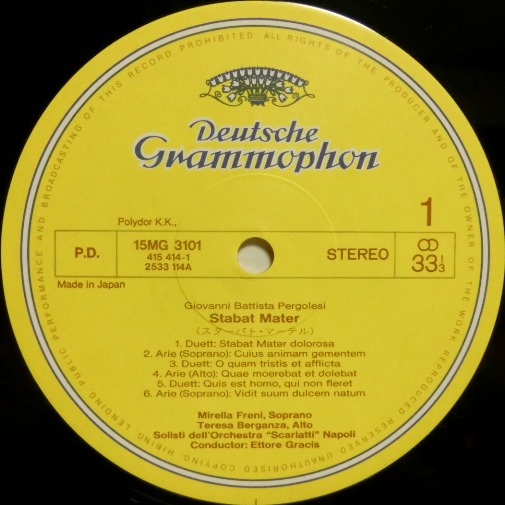 PUBLIC PERFORMANCE AND BROADCASTING OF THIS RECORD PROHIBITED · ALL RIGHTS OF THE PRODUCER AND OF THE OWNER OF THE WORK REPRODUCED RESERVED UNAUTHORISED COPYING, HIRING, LENDING,
Deutsche
Grammophon
Polydor K.K.,
1
P.D.
15MG 3101
415 414-1
2533 114A
STEREO
33 1/3
Made in Japan
Giovanni Battista Pergolesi
Stabat Mater
(スターバト・マーテル)
1. Duett: Stabat Mater dolorosa
2. Arie (Soprano): Cuius animam gementem
3. Duett: O quam tristis et afflicta
4. Arie (Alto): Quae moerebat et dolebat
5. Duett: Quis est homo, qui non fleret
6. Arie (Soprano): Vidit suum dulcem natum
Mirella Freni, Soprano
Teresa Berganza, Alto
Solisti dell'Orchestra "Scarlatti" Napoli
Conductor: Ettore Gracis